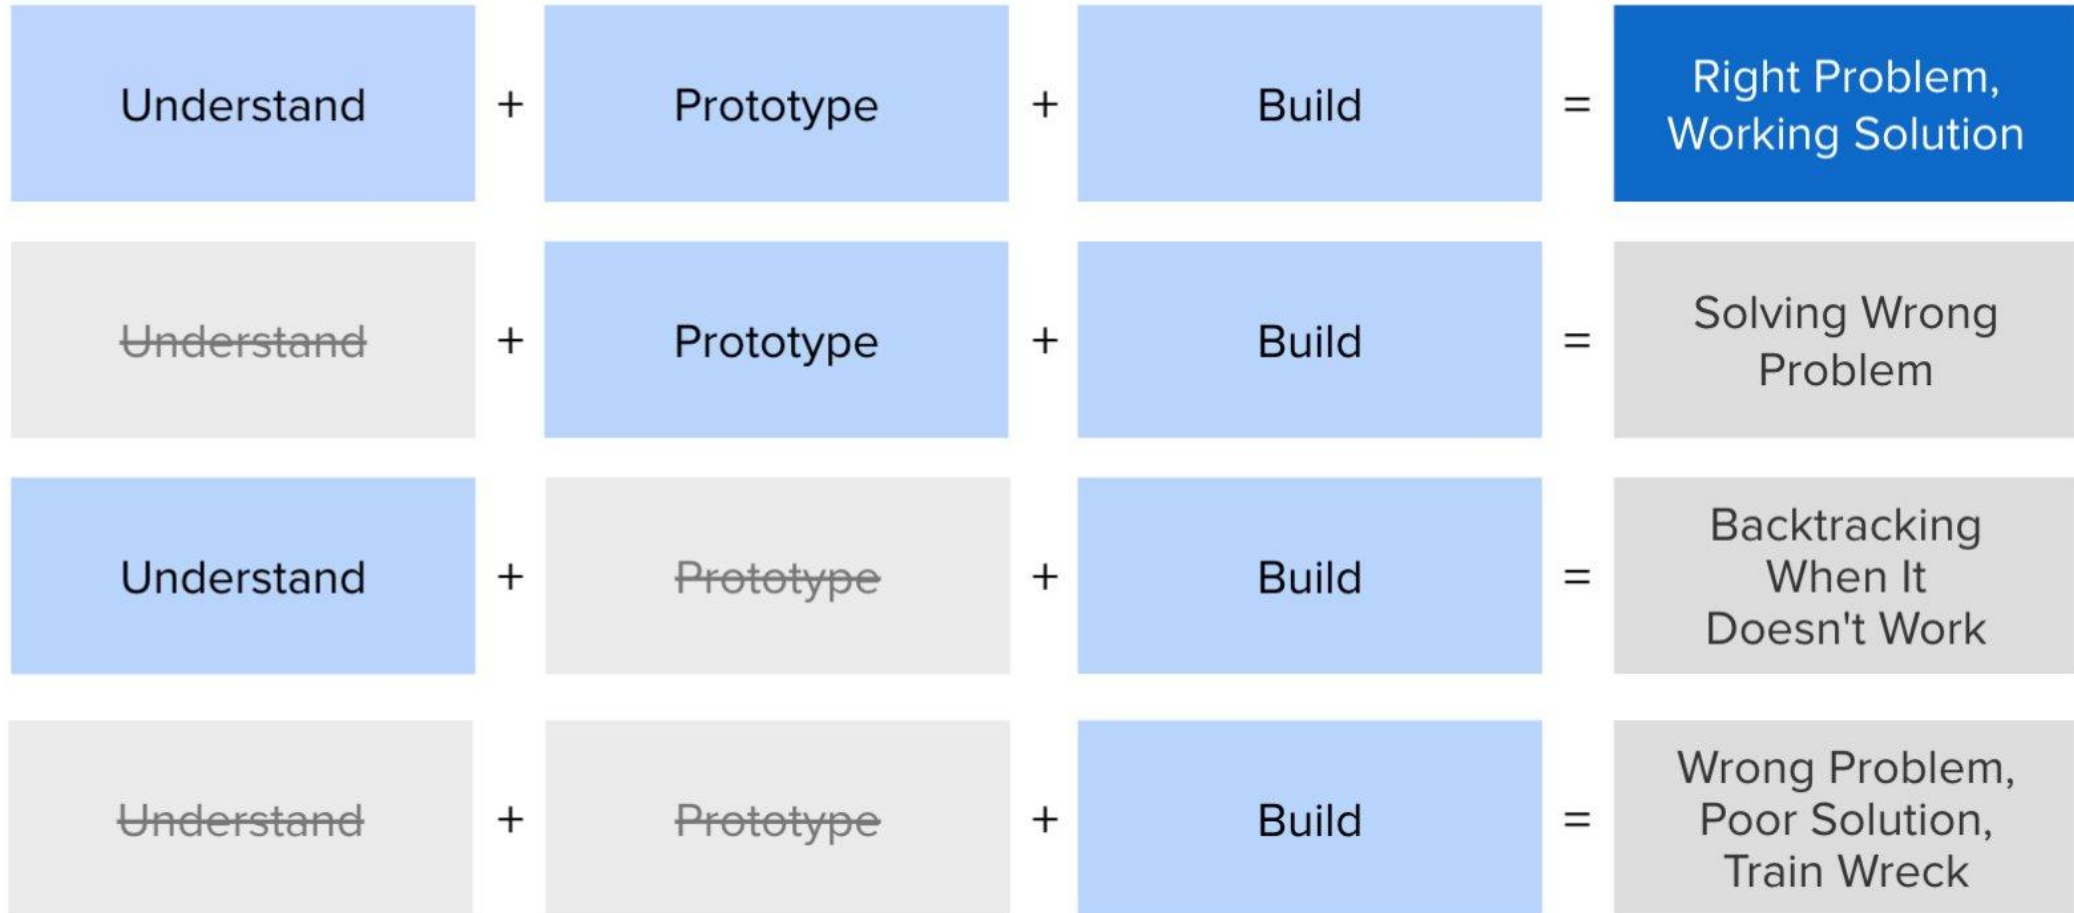 Understand + Prototype + Build = Right Problem,
Working Solution
Understand + Prototype + Build = Solving Wrong
Problem
Understand + Prototype + Build = Backtracking
When It
Doesn't Work
Understand + Prototype + Build = Wrong Problem,
Poor Solution,
Train Wreck